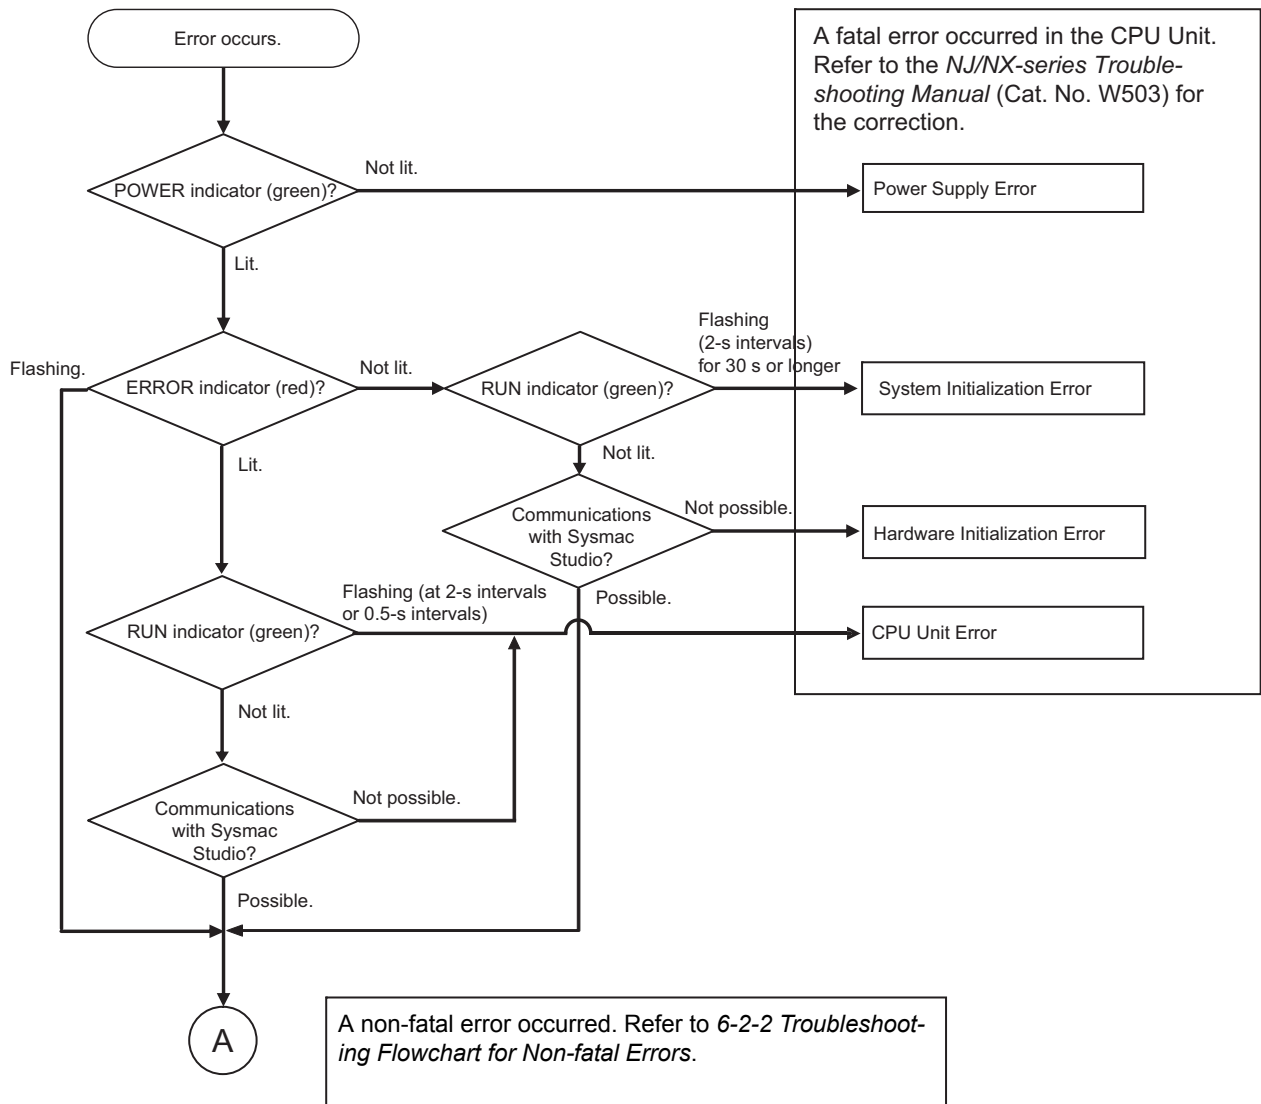 Error occurs.
A fatal error occurred in the CPU Unit.
Refer to the NJ/NX-series Trouble-
shooting Manual (Cat. No. W503) for
the correction.
POWER indicator (green)?
Not lit.
Power Supply Error
Lit.
Flashing.
ERROR indicator (red)?
Not lit.
RUN indicator (green)?
Flashing
(2-s intervals)
for 30 s or longer
System Initialization Error
Lit.
Not lit.
Communications
with Sysmac
Studio?
Not possible.
Hardware Initialization Error
Possible.
RUN indicator (green)?
Flashing (at 2-s intervals
or 0.5-s intervals)
CPU Unit Error
Not lit.
Communications
with Sysmac
Studio?
Not possible.
Possible.
A
A non-fatal error occurred. Refer to 6-2-2 Troubleshoot-
ing Flowchart for Non-fatal Errors.